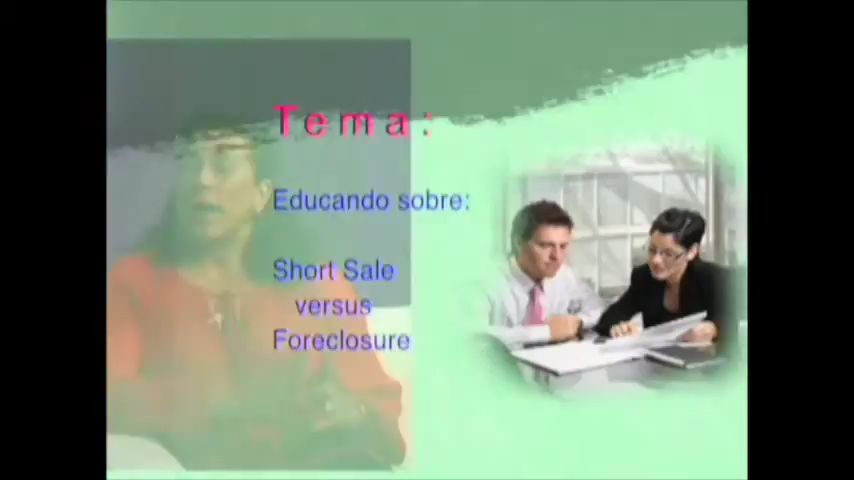 Tema:
Educando sobre:
Short Sale
versus
Foreclosure